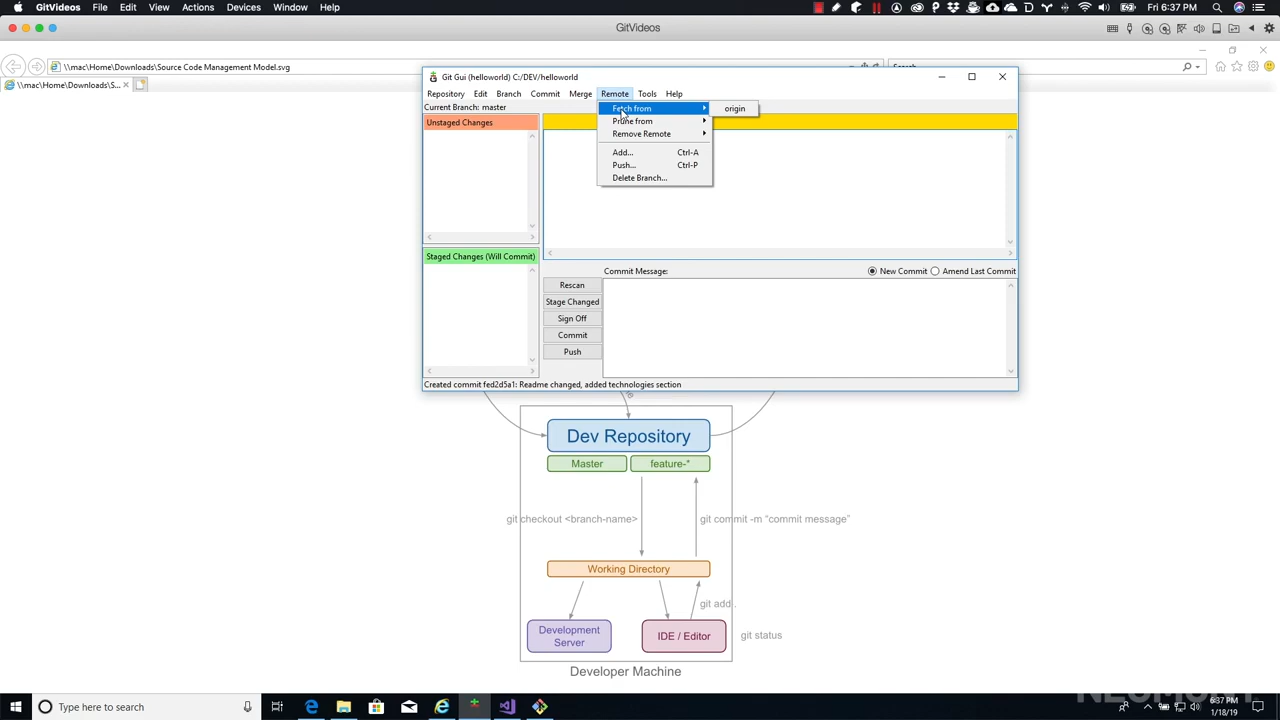 GitVideos File Edit View Actions Devices Window Help
Fri 6:37 PM
GitVideos
\\mac\Home\Downloads\Source Code Management Model.svg
\\mac\Home\Downloads\S...
Git Gui (helloworld) C:/DEV/helloworld
Repository Edit Branch Commit Merge Remote Tools Help
Current Branch: master
Fetch from
origin
Prune from
Remove Remote
Add... Ctrl-A
Push... Ctrl-P
Delete Branch...
Unstaged Changes
Staged Changes (Will Commit)
Commit Message:
New Commit
Amend Last Commit
Rescan
Stage Changed
Sign Off
Commit
Push
Created commit fed2d5a1: Readme changed, added technologies section
Dev Repository
Master
feature-*
git checkout <branch-name>
git commit -m "commit message"
Working Directory
git add .
Development
Server
IDE / Editor
git status
Developer Machine
Type here to search
6:37 PM
1/18/19